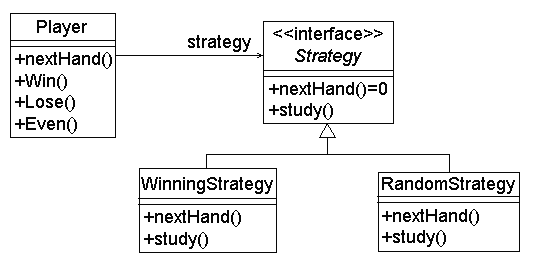 Player
+nextHand()
+Win()
+Lose()
+Even()
strategy
<<interface>>
Strategy
+nextHand()=0
+study()
WinningStrategy
+nextHand()
+study()
RandomStrategy
+nextHand()
+study()